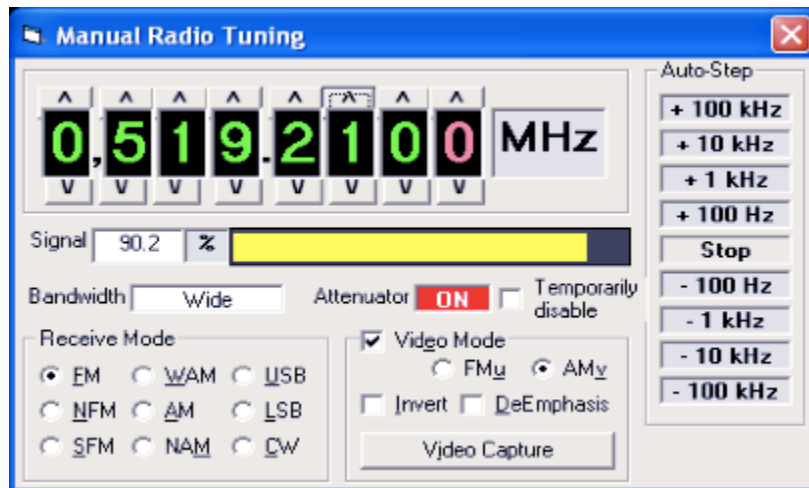 Manual Radio Tuning
Auto-Step
^ ^ ^ ^ ^ ^ ^ ^
0,519.2100 MHz
v v v v v v v v
+ 100 kHz
+ 10 kHz
+ 1 kHz
+ 100 Hz
Stop
- 100 Hz
- 1 kHz
- 10 kHz
- 100 kHz
Signal 90.2 %
Bandwidth Wide Attenuator ON Temporarily
disable
Receive Mode
FM WAM USB
NFM AM LSB
SFM NAM CW
Video Mode
FMu AMv
Invert DeEmphasis
Video Capture